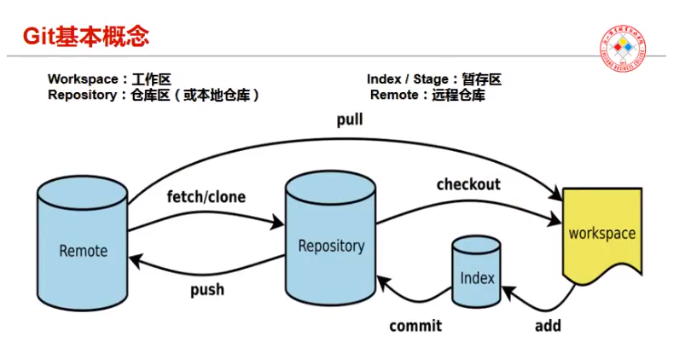 Git基本概念
Workspace：工作区
Index / Stage：暂存区
Repository：仓库区（或本地仓库）
Remote：远程仓库
pull
fetch/clone
checkout
Remote
Repository
workspace
Index
push
commit
add